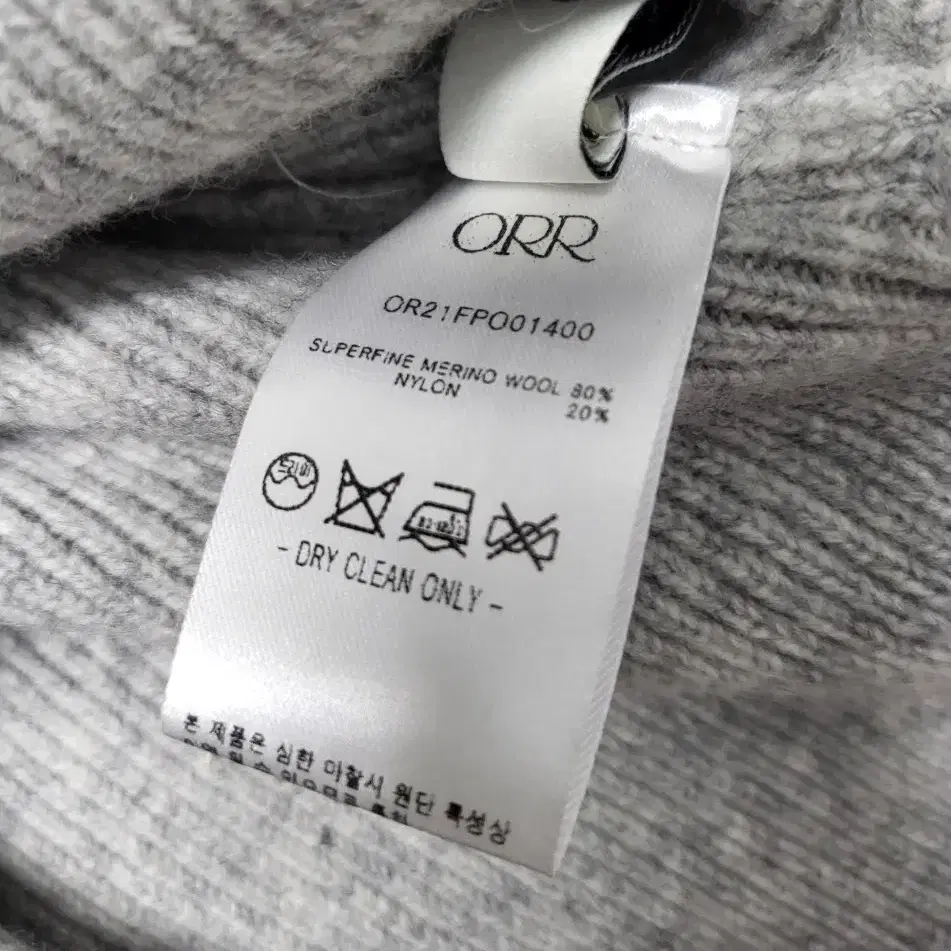 ORR
OR21FPO01400
SUPERFINE MERINO WOOL 80%
NYLON 20%
드라이
- DRY CLEAN ONLY -
본 제품은 심한 마찰시 원단 특성상